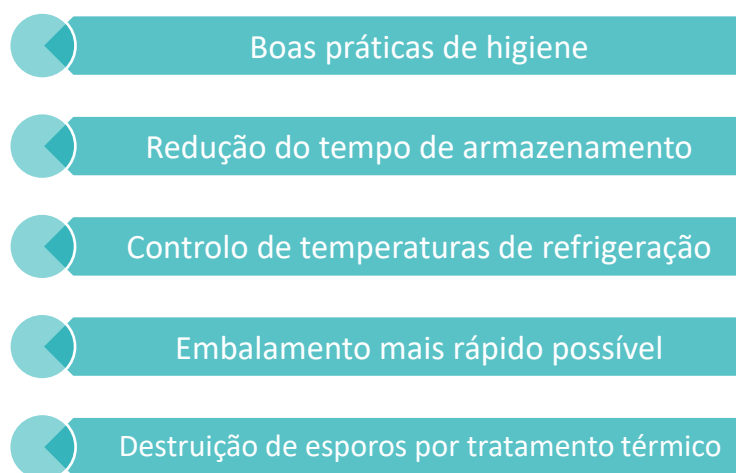 Boas práticas de higiene
Redução do tempo de armazenamento
Controlo de temperaturas de refrigeração
Embalamento mais rápido possível
Destruição de esporos por tratamento térmico